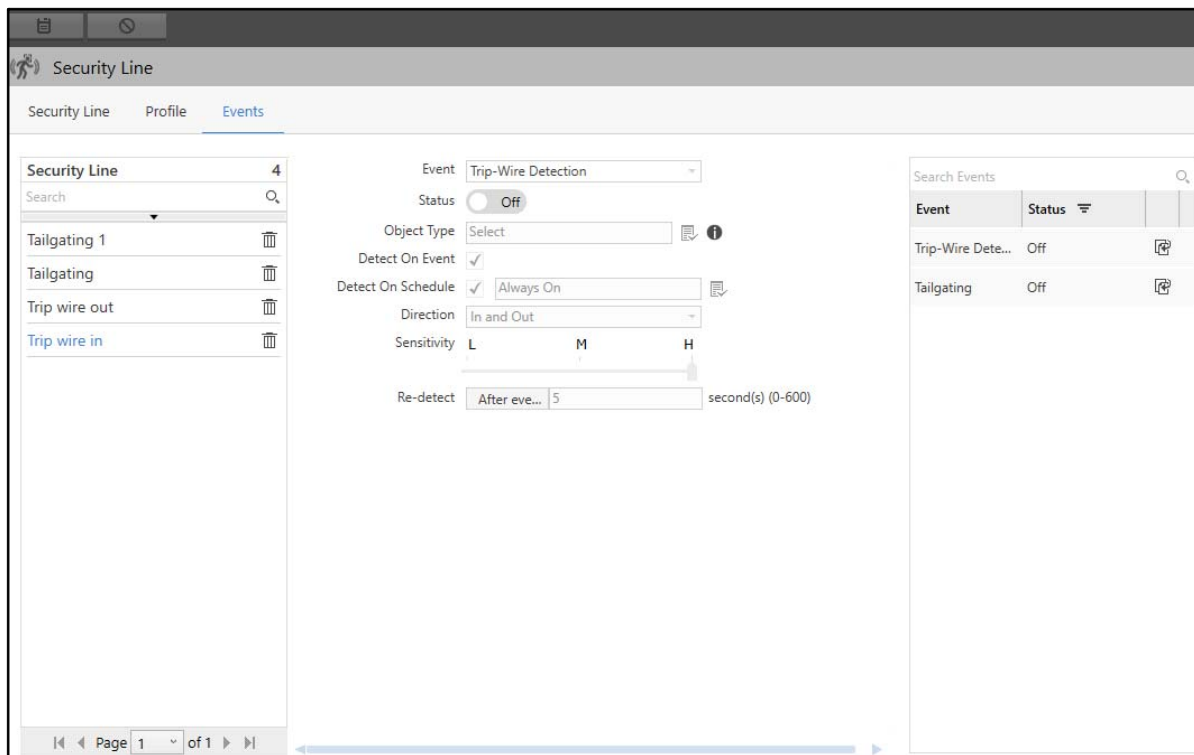 Security Line
Security Line Profile Events
Security Line 4
Search
Tailgating 1
Tailgating
Trip wire out
Trip wire in
Page 1 of 1
Event Trip-Wire Detection
Status Off
Object Type Select
Detect On Event
Detect On Schedule Always On
Direction In and Out
Sensitivity L M H
Re-detect After eve... 5 second(s) (0-600)
Search Events
Event Status
Trip-Wire Dete... Off
Tailgating Off